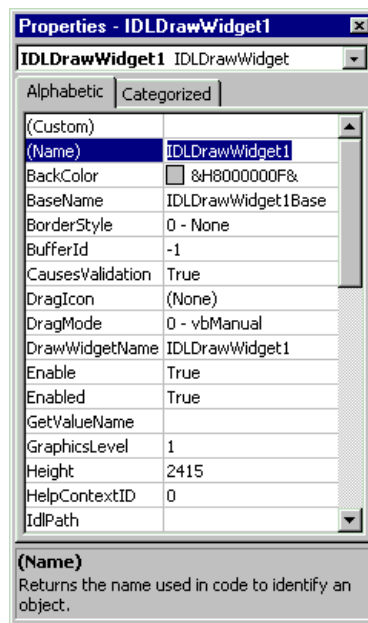 Properties - IDLDrawWidget1
IDLDrawWidget1 IDLDrawWidget
Alphabetic Categorized
(Custom)
(Name) IDLDrawWidget1
BackColor &H8000000F&
BaseName IDLDrawWidget1Base
BorderStyle 0 - None
BufferId -1
CausesValidation True
DragIcon (None)
DragMode 0 - vbManual
DrawWidgetName IDLDrawWidget1
Enable True
Enabled True
GetValueName
GraphicsLevel 1
Height 2415
HelpContextID 0
IdlPath
(Name)
Returns the name used in code to identify an
object.